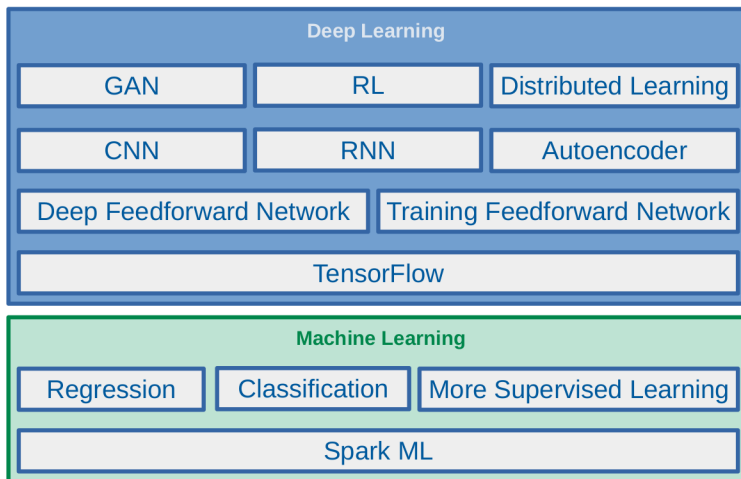 Deep Learning
GAN
RL
Distributed Learning
CNN
RNN
Autoencoder
Deep Feedforward Network
Training Feedforward Network
TensorFlow
Machine Learning
Regression
Classification
More Supervised Learning
Spark ML